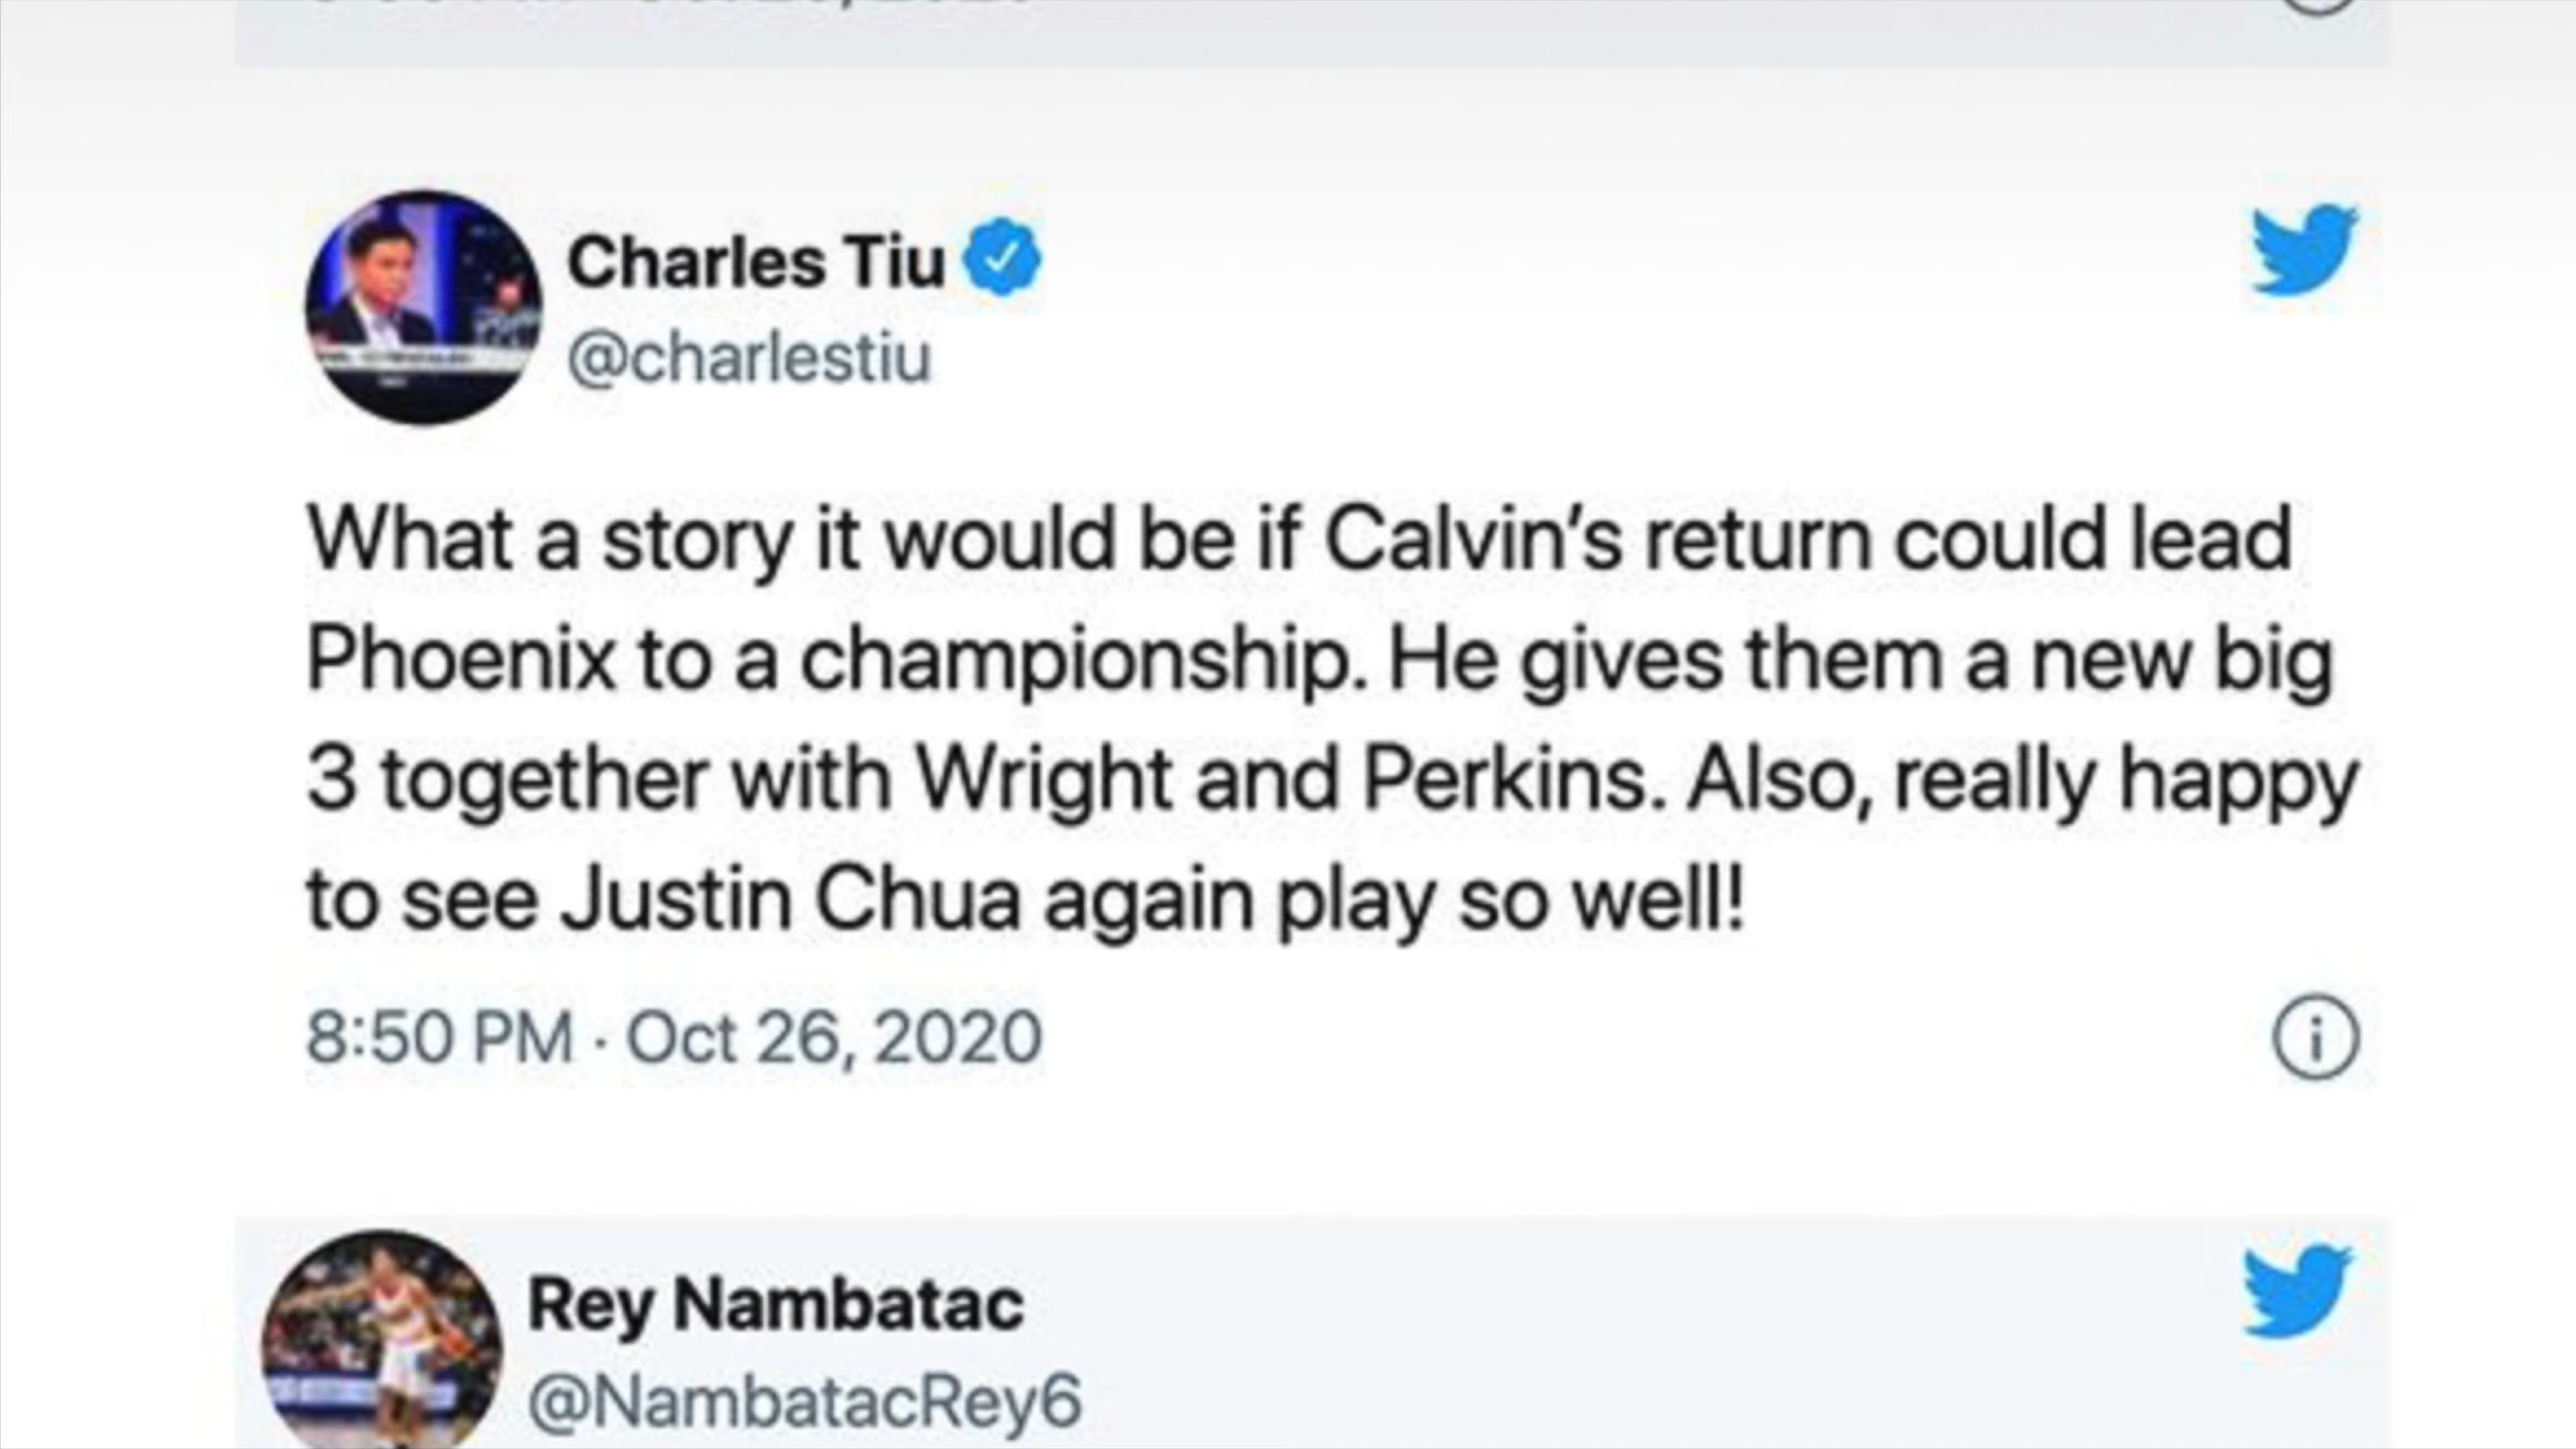 Charles Tiu
@charlestiu
What a story it would be if Calvin's return could lead
Phoenix to a championship. He gives them a new big
3 together with Wright and Perkins. Also, really happy
to see Justin Chua again play so well!
8:50 PM · Oct 26, 2020
Rey Nambatac
@NambatacRey6